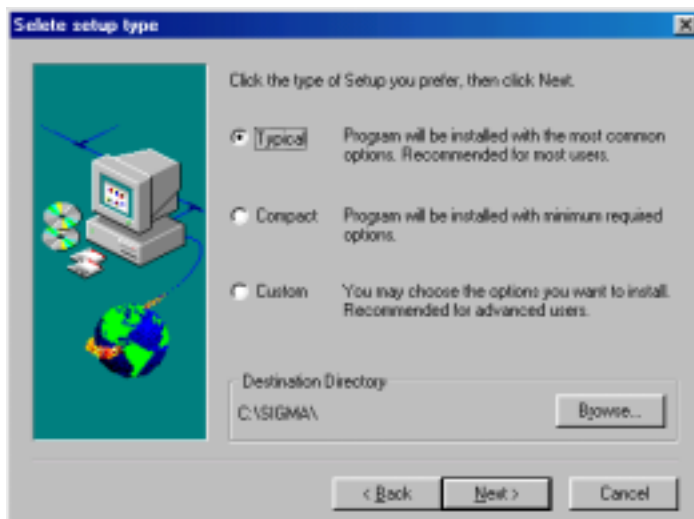 Selete setup type
Click the type of Setup you prefer, then click Next.
Typical
Program will be installed with the most common
options. Recommended for most users.
Compact
Program will be installed with minimum required
options.
Custom
You may choose the options you want to install.
Recommended for advanced users.
Destination Directory
C:\SIGMA\
Browse...
< Back
Next >
Cancel